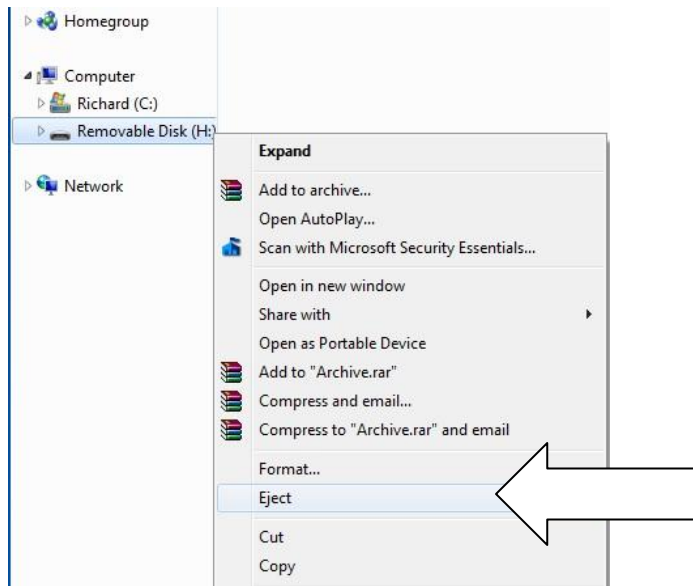 Homegroup
Computer
Richard (C:)
Removable Disk (H:)
Network
Expand
Add to archive...
Open AutoPlay...
Scan with Microsoft Security Essentials...
Open in new window
Share with
Open as Portable Device
Add to "Archive.rar"
Compress and email...
Compress to "Archive.rar" and email
Format...
Eject
Cut
Copy